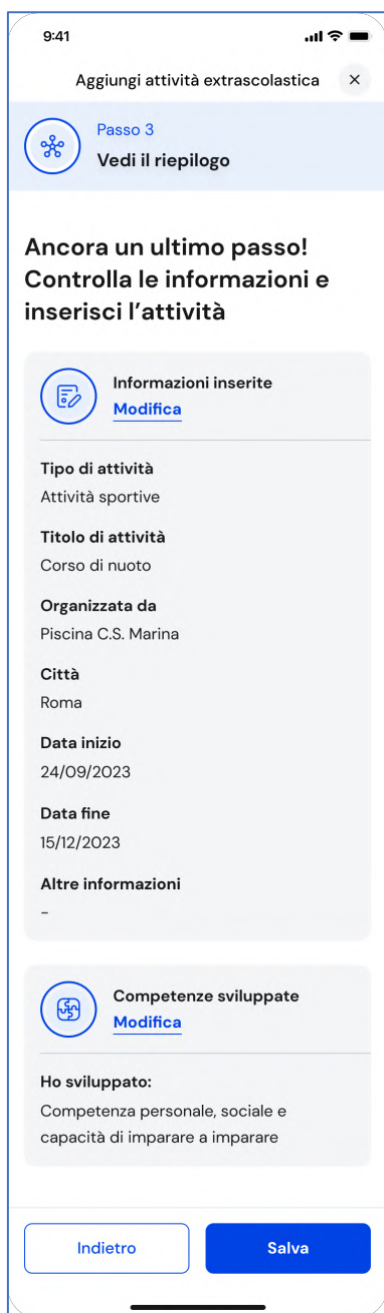 9:41
Aggiungi attività extrascolastica
Passo 3
Vedi il riepilogo
Ancora un ultimo passo!
Controlla le informazioni e
inserisci l’attività
Informazioni inserite
Modifica
Tipo di attività
Attività sportive
Titolo di attività
Corso di nuoto
Organizzata da
Piscina C.S. Marina
Città
Roma
Data inizio
24/09/2023
Data fine
15/12/2023
Altre informazioni
-
Competenze sviluppate
Modifica
Ho sviluppato:
Competenza personale, sociale e
capacità di imparare a imparare
Indietro
Salva